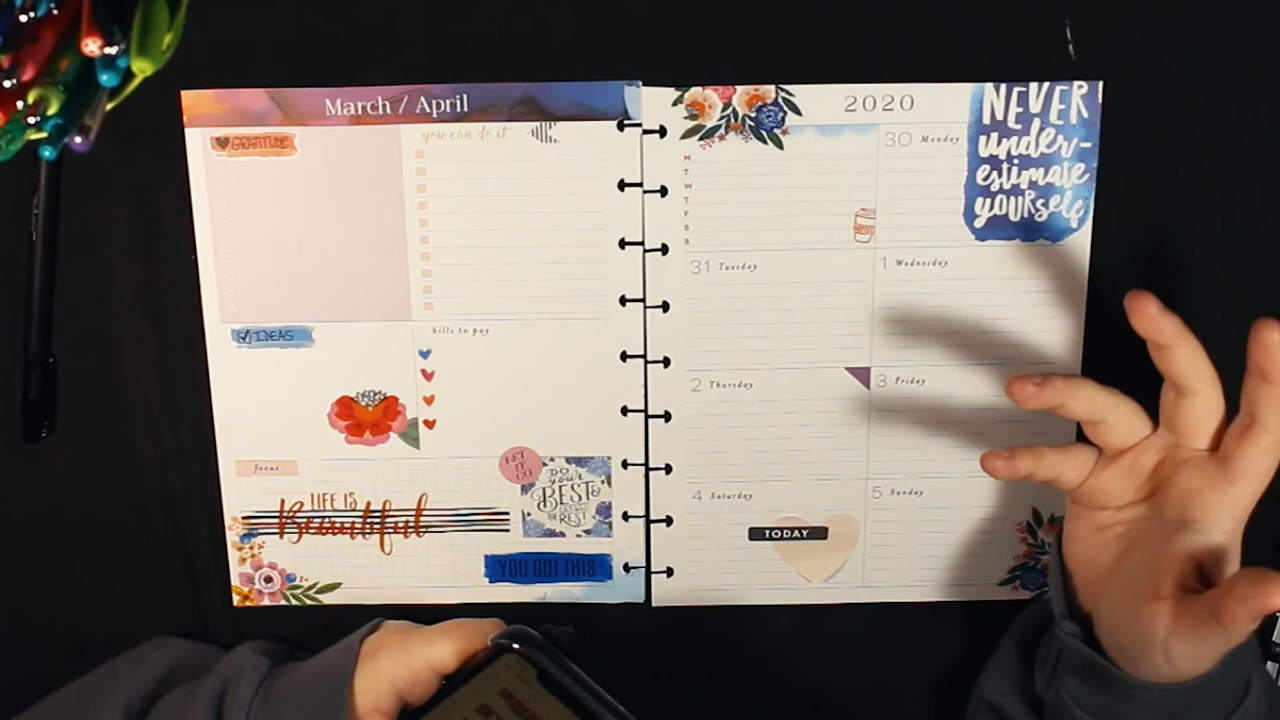 March / April
GRATITUDE
you can do it
IDEAS
bills to pay
focus
LIFE IS
Beautiful
LET
IT
GO
DO
your
BEST &
REST
YOU GOT THIS
2020
M
T
W
T
F
S
S
30 Monday
NEVER
under-
estimate
yourself
31 Tuesday
1 Wednesday
2 Thursday
3 Friday
4 Saturday
TODAY
5 Sunday